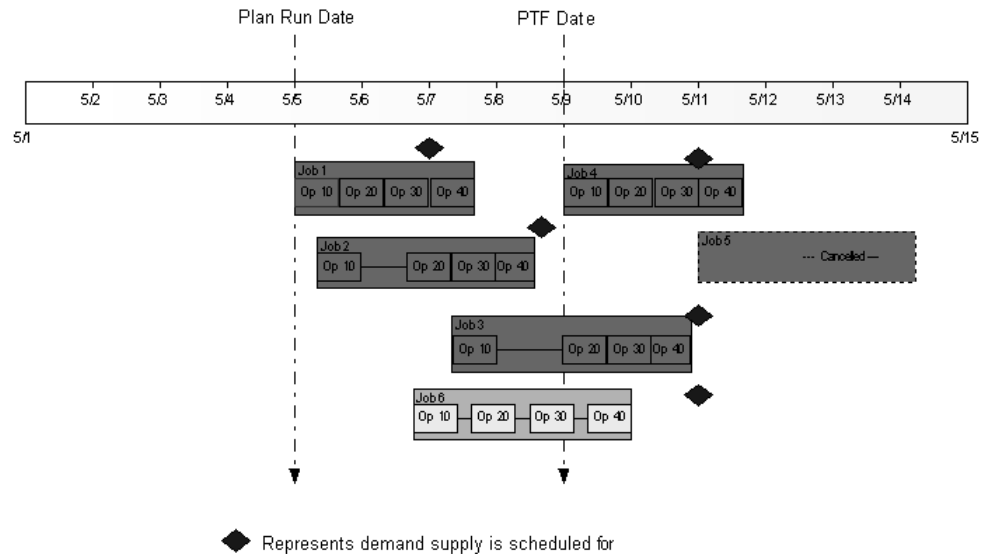 Plan Run Date PTF Date
5/2 5/3 5/4 5/5 5/6 5/7 5/8 5/9 5/10 5/11 5/12 5/13 5/14
5/1 5/15
Job 1
Op 10 Op 20 Op 30 Op 40
Job 4
Op 10 Op 20 Op 30 Op 40
Job 2
Op 10 Op 20 Op 30 Op 40
Job 5
--- Cancelled —
Job 3
Op 10 Op 20 Op 30 Op 40
Job 6
Op 10 Op 20 Op 30 Op 40
Represents demand supply is scheduled for